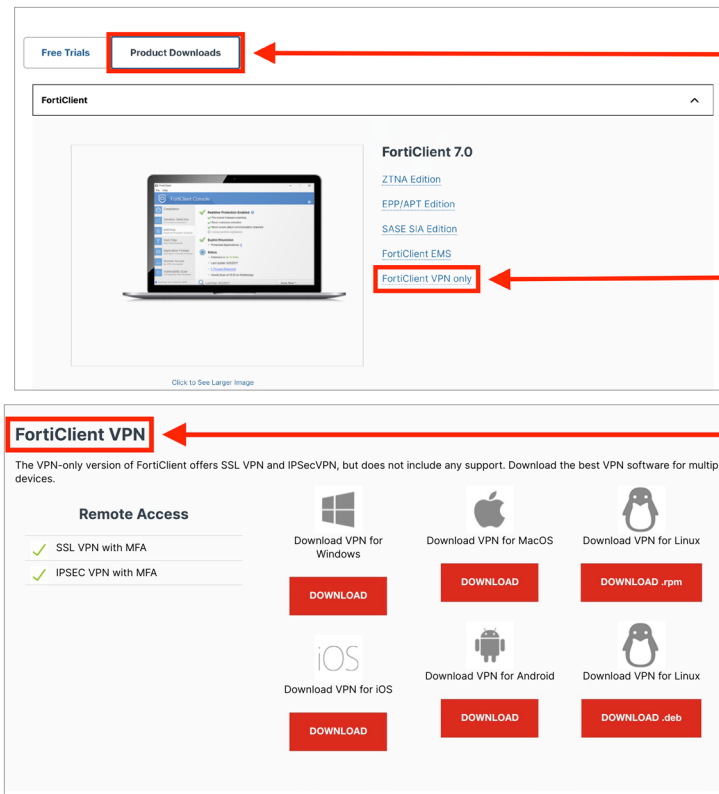 Free Trials
Product Downloads
FortiClient
FortiClient 7.0
ZTNA Edition
EPP/APT Edition
SASE SIA Edition
FortiClient EMS
FortiClient VPN only
FortiClient Console
Realtime Protection Enabled
Click to See Larger Image
FortiClient VPN
The VPN-only version of FortiClient offers SSL VPN and IPSecVPN, but does not include any support. Download the best VPN software for multip
devices.
Remote Access
SSL VPN with MFA
IPSEC VPN with MFA
Download VPN for
Windows
DOWNLOAD
Download VPN for MacOS
DOWNLOAD
Download VPN for Linux
DOWNLOAD .rpm
iOS
Download VPN for iOS
DOWNLOAD
Download VPN for Android
DOWNLOAD
Download VPN for Linux
DOWNLOAD .deb